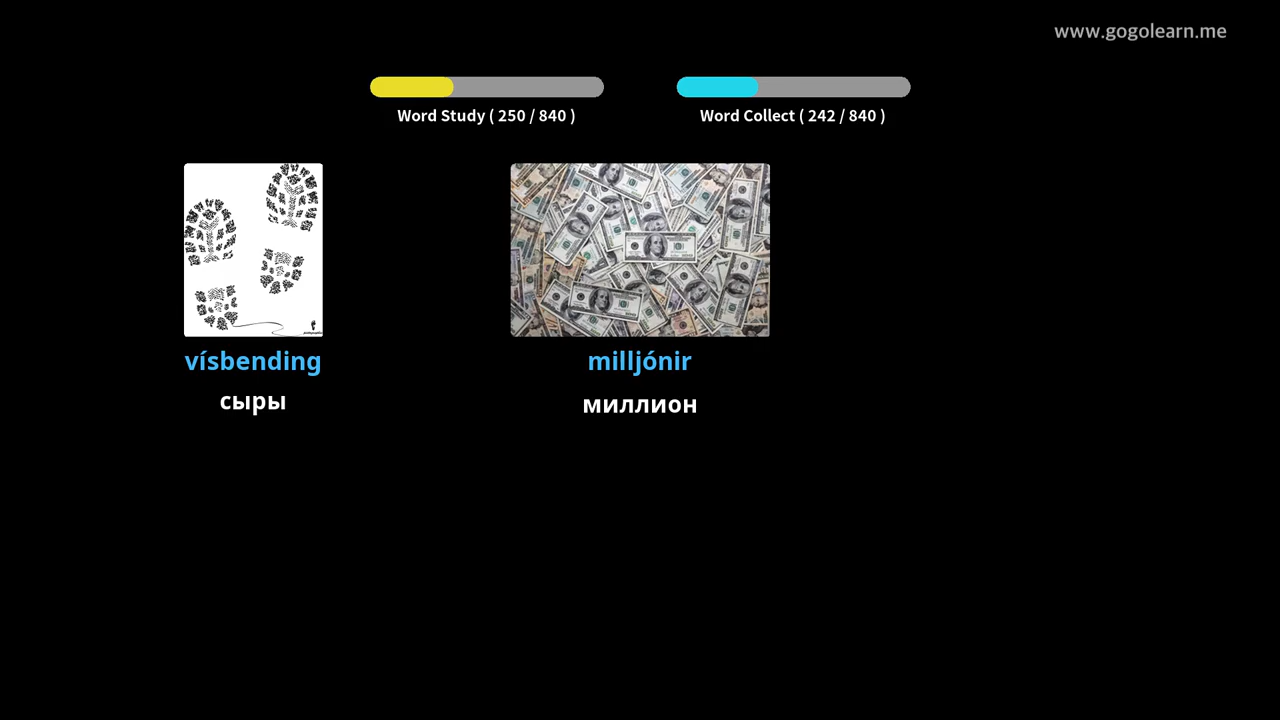 www.gogolearn.me
Word Study ( 250 / 840 )
Word Collect ( 242 / 840 )
vísbending
сыры
milljónir
миллион